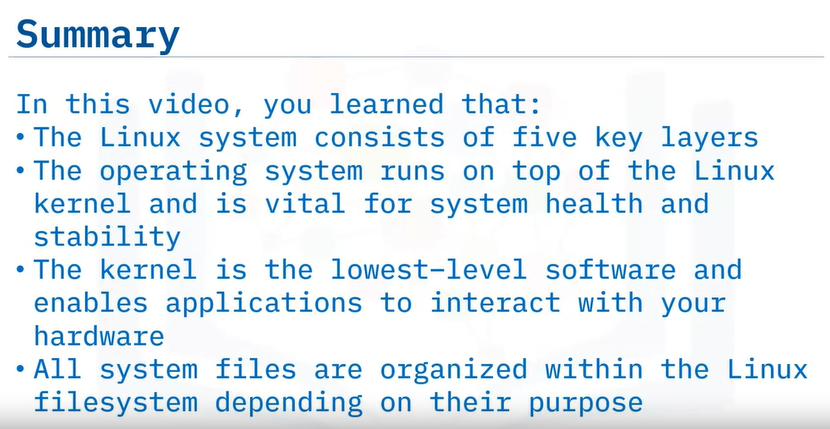 Summary
In this video, you learned that:
• The Linux system consists of five key layers
• The operating system runs on top of the Linux
kernel and is vital for system health and
stability
• The kernel is the lowest-level software and
enables applications to interact with your
hardware
• All system files are organized within the Linux
filesystem depending on their purpose